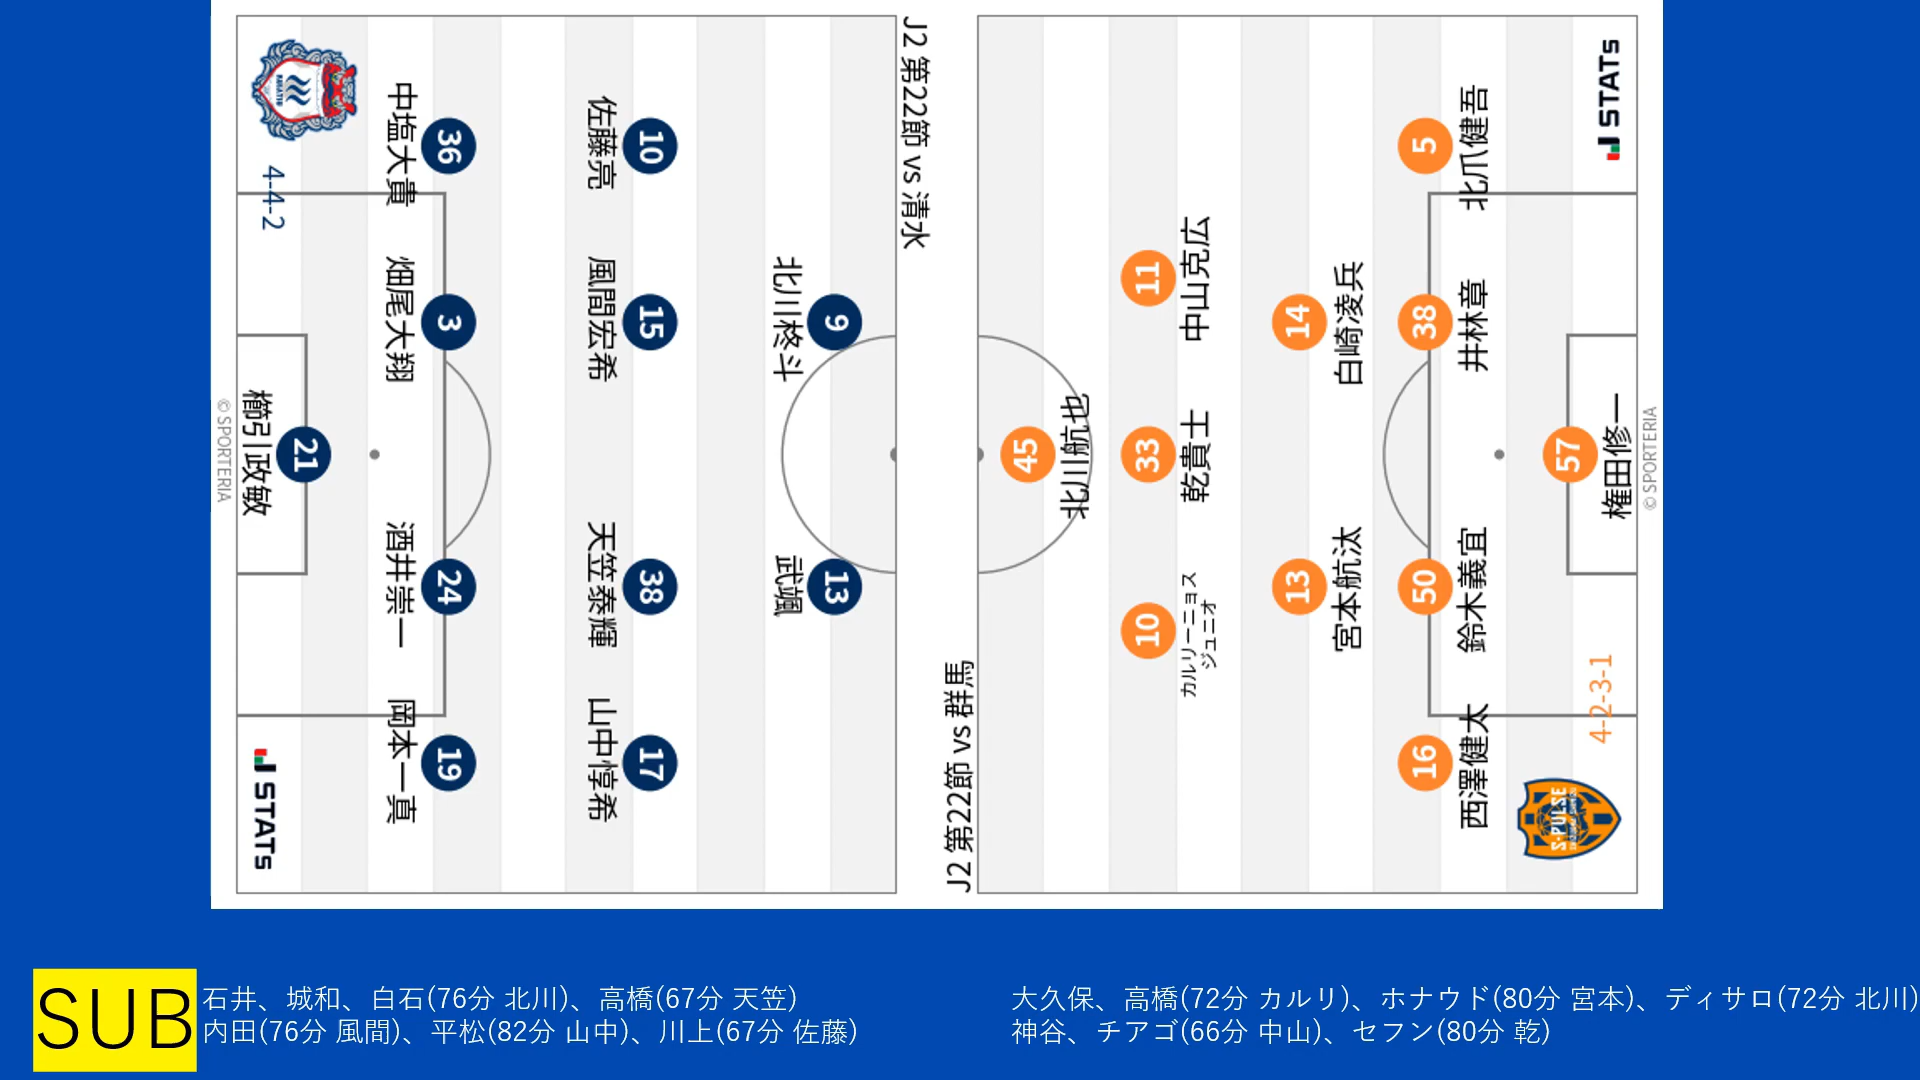 J2 第22節 vs 清水
4-4-2
中塩大貴
36
畑尾大翔
3
櫛引政敏
21
酒井崇一
24
岡本一真
19
佐藤亮
10
風間宏希
15
天笠泰輝
38
山中惇希
17
北川柊斗
9
武颯
13
STATS
© SPORTERIA
J2 第22節 vs 群馬
4-2-3-1
45
北川航也
11
中山克広
33
乾貴士
10
カルリーニョス
ジュニオ
14
白崎凌兵
13
宮本航汰
5
北爪健吾
38
井林章
50
鈴木義宜
16
西澤健太
57
権田修一
S-PULSE
STATS
© SPORTERIA
SUB
石井、城和、白石(76分 北川)、高橋(67分 天笠)
内田(76分 風間)、平松(82分 山中)、川上(67分 佐藤)
大久保、高橋(72分 カルリ)、ホナウド(80分 宮本)、ディサロ(72分 北川)
神谷、チアゴ(66分 中山)、セフン(80分 乾)